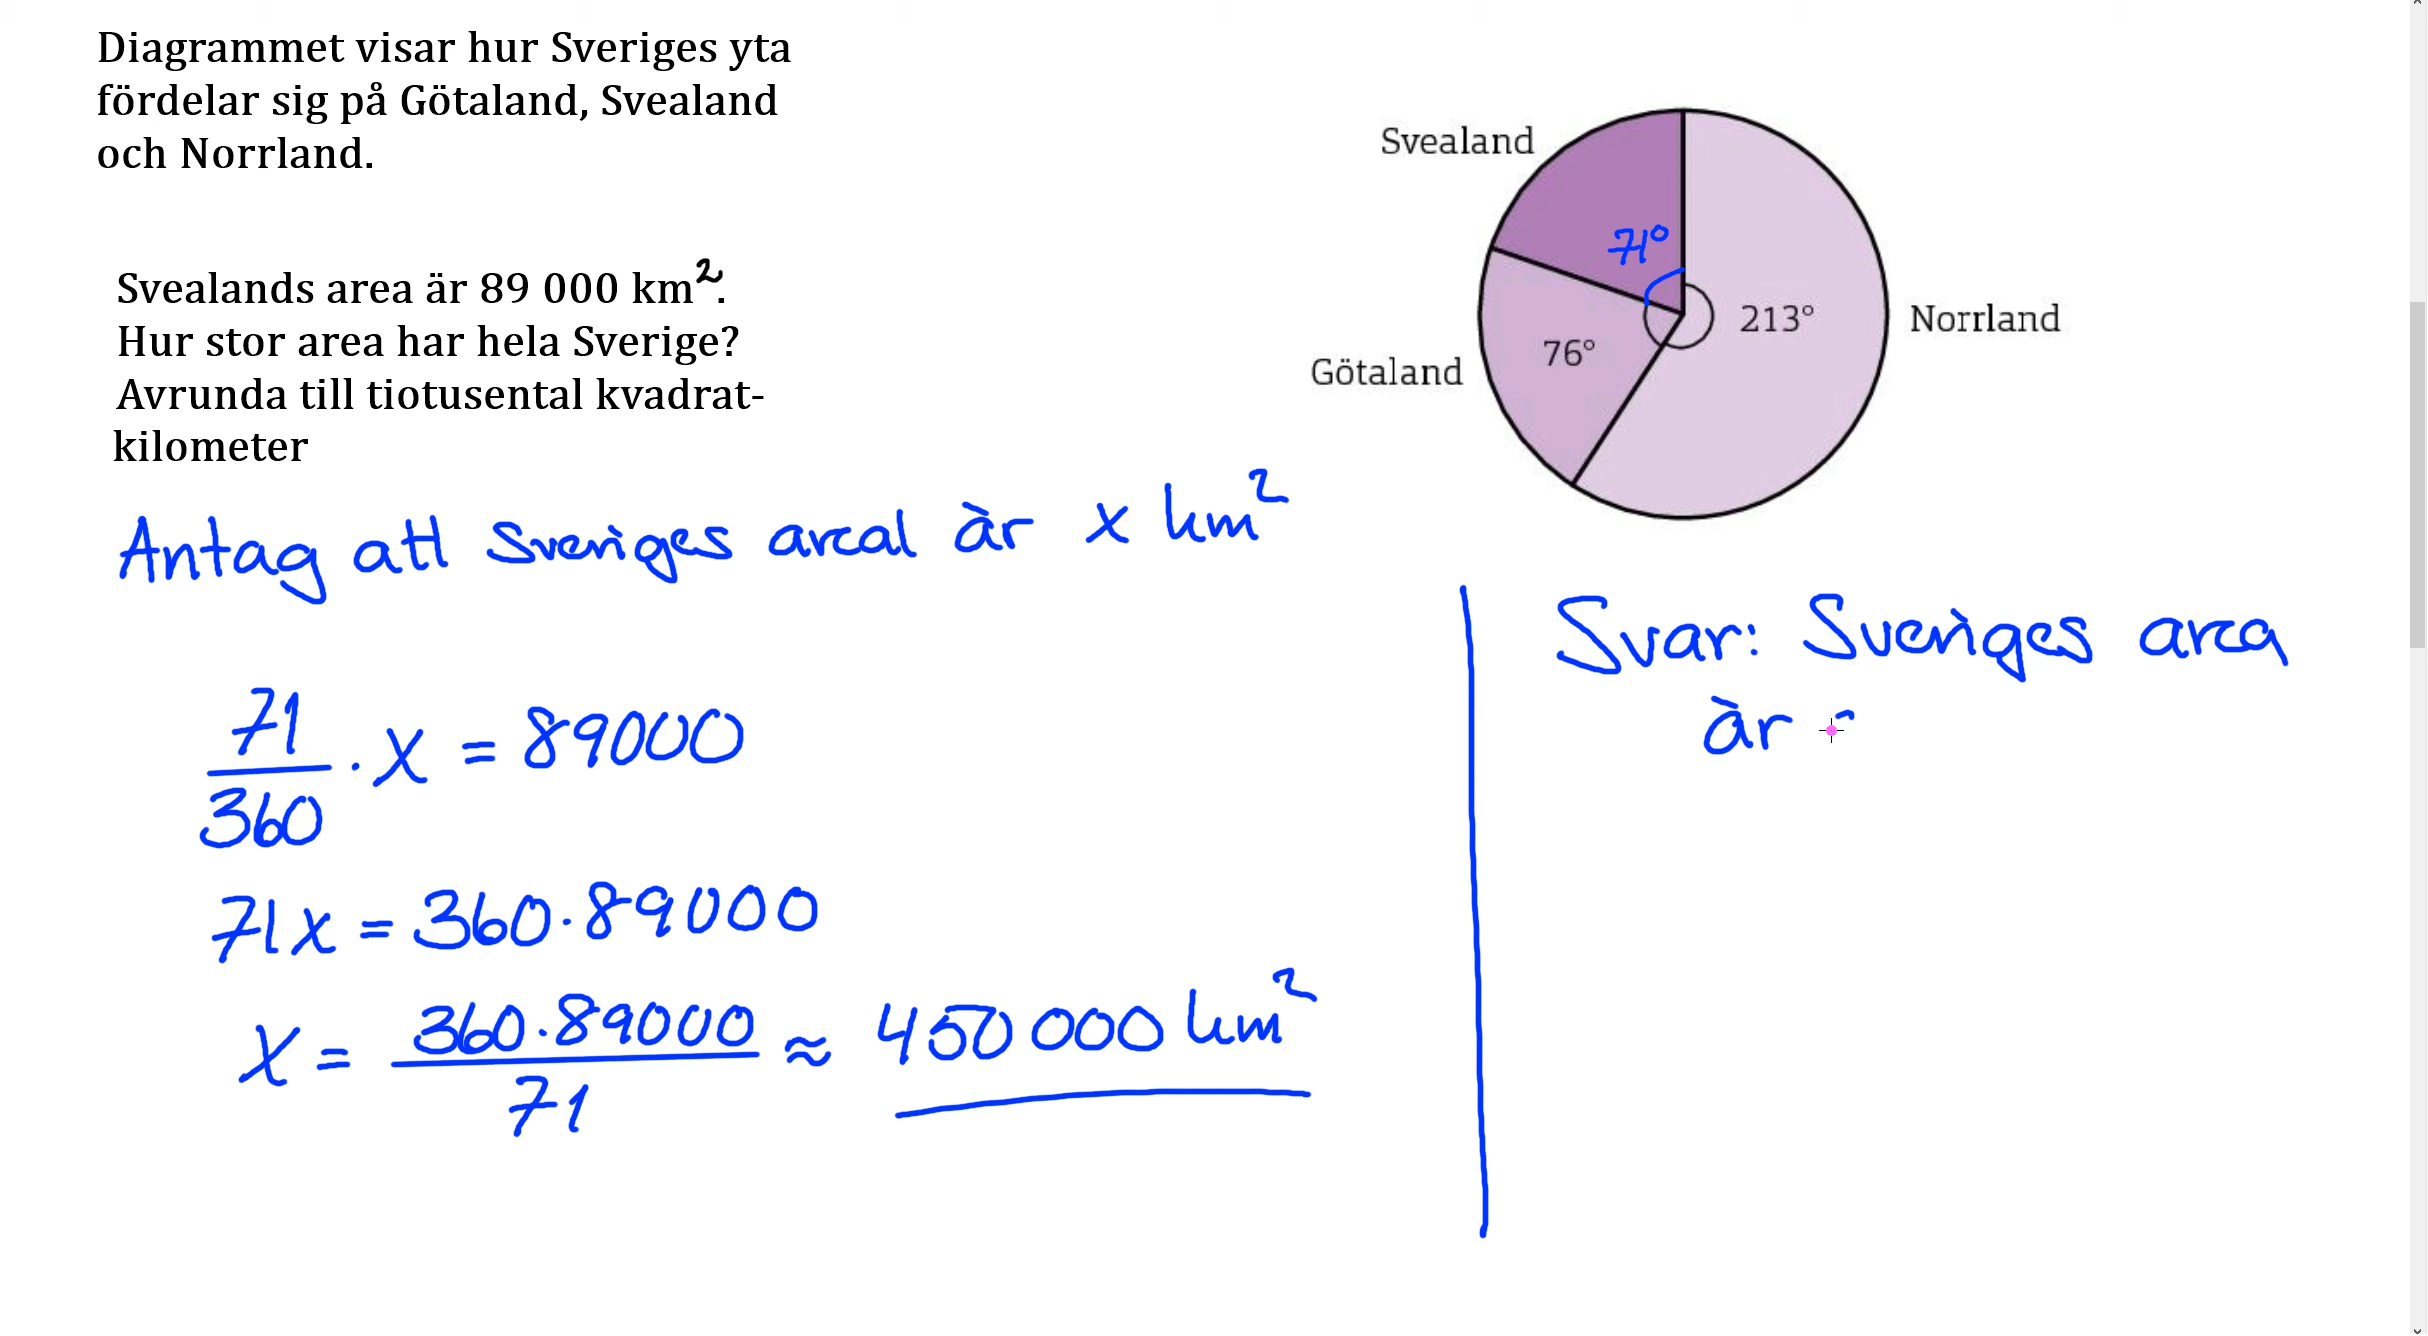 Diagrammet visar hur Sveriges yta
fördelar sig på Götaland, Svealand
och Norrland.
Svealands area är 89 000 km².
Hur stor area har hela Sverige?
Avrunda till tiotusental kvadrat-
kilometer
Svealand
71°
213°
Norrland
76°
Götaland
Antag att Sveriges areal är x km²
71/360 · x = 89000
71x = 360·89000
x = 360·89000/71 ≈ 450 000 km²
Svar: Sveriges area
är